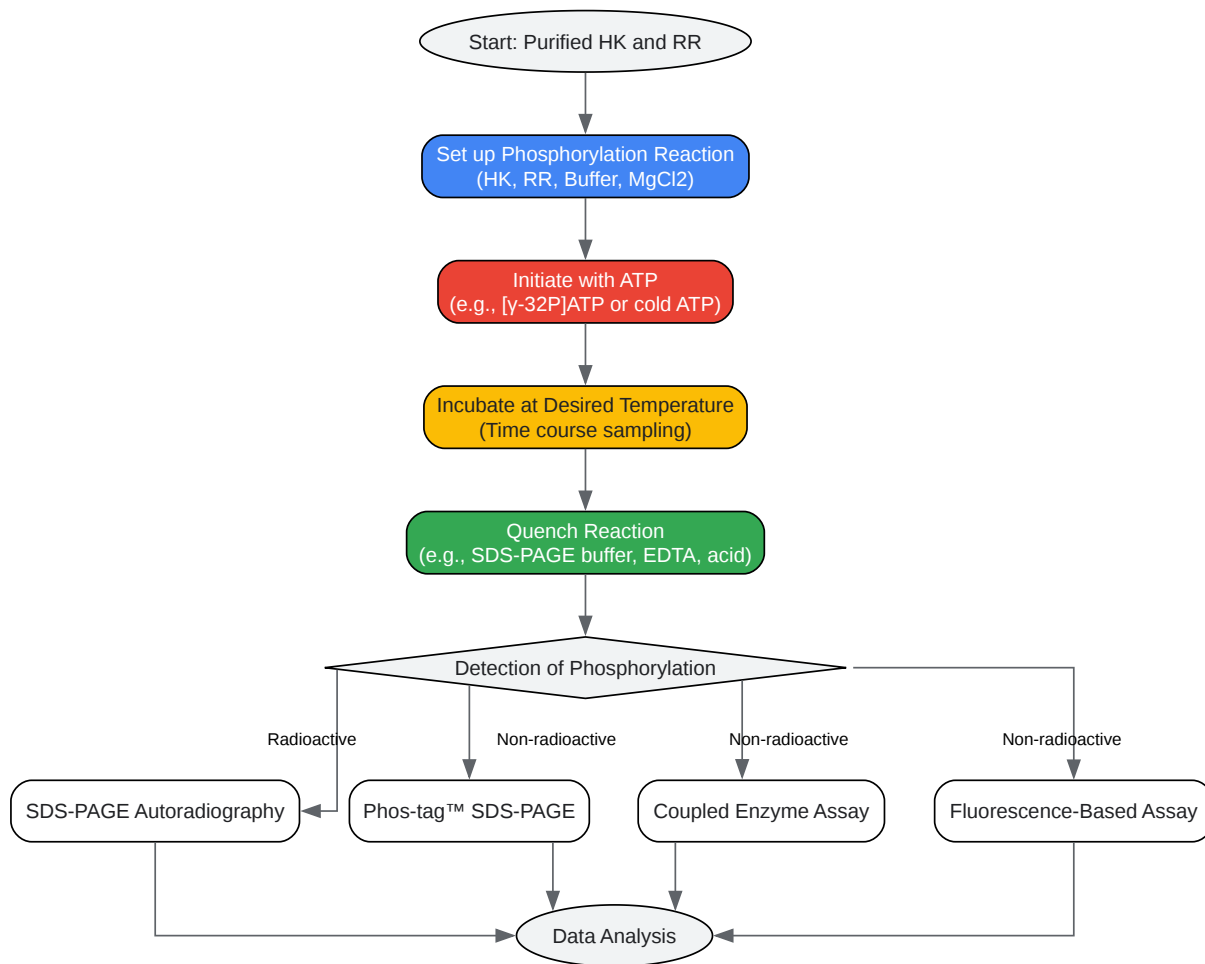 Start: Purified HK and RR
Set up Phosphorylation Reaction
(HK, RR, Buffer, MgCl2)
Initiate with ATP
(e.g., [γ-32P]ATP or cold ATP)
Incubate at Desired Temperature
(Time course sampling)
Quench Reaction
(e.g., SDS-PAGE buffer, EDTA, acid)
Detection of Phosphorylation
Radioactive
Non-radioactive
Non-radioactive
Non-radioactive
SDS-PAGE Autoradiography
Phos-tag™ SDS-PAGE
Coupled Enzyme Assay
Fluorescence-Based Assay
Data Analysis